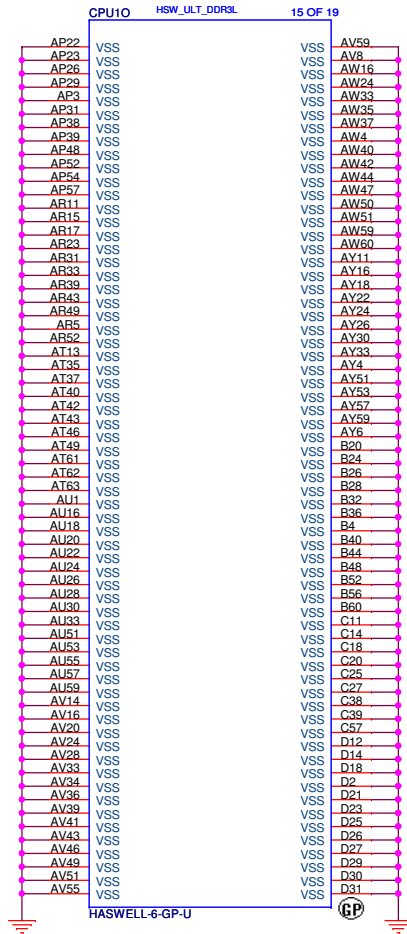 CPU1O HSW_ULT_DDR3L 15 OF 19
AP22 VSS VSS AV59
AP23 VSS VSS AV8
AP26 VSS VSS AW16
AP29 VSS VSS AW24
AP3 VSS VSS AW33
AP31 VSS VSS AW35
AP38 VSS VSS AW37
AP39 VSS VSS AW4
AP48 VSS VSS AW40
AP52 VSS VSS AW42
AP54 VSS VSS AW44
AP57 VSS VSS AW47
AR11 VSS VSS AW50
AR15 VSS VSS AW51
AR17 VSS VSS AW59
AR23 VSS VSS AW60
AR31 VSS VSS AY11
AR33 VSS VSS AY16
AR39 VSS VSS AY18
AR43 VSS VSS AY22
AR49 VSS VSS AY24
AR5 VSS VSS AY26
AR52 VSS VSS AY30
AT13 VSS VSS AY33
AT35 VSS VSS AY4
AT37 VSS VSS AY51
AT40 VSS VSS AY53
AT42 VSS VSS AY57
AT43 VSS VSS AY59
AT46 VSS VSS AY6
AT49 VSS VSS B20
AT61 VSS VSS B24
AT62 VSS VSS B26
AT63 VSS VSS B28
AU1 VSS VSS B32
AU16 VSS VSS B36
AU18 VSS VSS B4
AU20 VSS VSS B40
AU22 VSS VSS B44
AU24 VSS VSS B48
AU26 VSS VSS B52
AU28 VSS VSS B56
AU30 VSS VSS B60
AU33 VSS VSS C11
AU51 VSS VSS C14
AU53 VSS VSS C18
AU55 VSS VSS C20
AU57 VSS VSS C25
AU59 VSS VSS C27
AV14 VSS VSS C38
AV16 VSS VSS C39
AV20 VSS VSS C57
AV24 VSS VSS D12
AV28 VSS VSS D14
AV33 VSS VSS D18
AV34 VSS VSS D2
AV36 VSS VSS D21
AV39 VSS VSS D23
AV41 VSS VSS D25
AV43 VSS VSS D26
AV46 VSS VSS D27
AV49 VSS VSS D29
AV51 VSS VSS D30
AV55 VSS VSS D31
HASWELL-6-GP-U GP